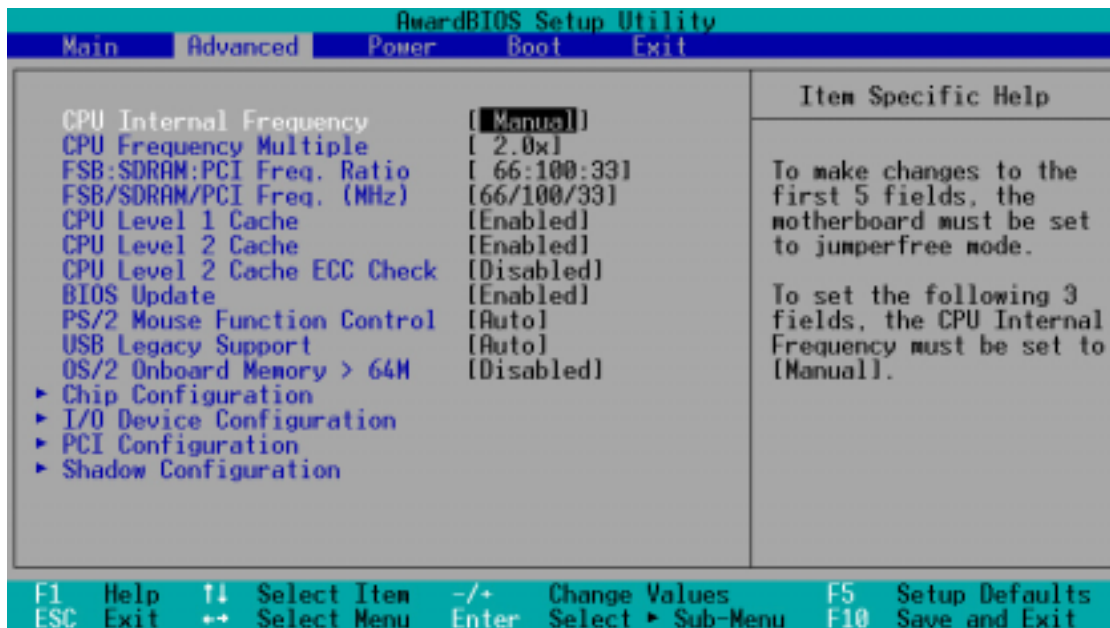 AwardBIOS Setup Utility
Main Advanced Power Boot Exit
CPU Internal Frequency [ Manual]
CPU Frequency Multiple [ 2.0x]
FSB:SDRAM:PCI Freq. Ratio [ 66:100:33]
FSB/SDRAM/PCI Freq. (MHz) [66/100/33]
CPU Level 1 Cache [Enabled]
CPU Level 2 Cache [Enabled]
CPU Level 2 Cache ECC Check [Disabled]
BIOS Update [Enabled]
PS/2 Mouse Function Control [Auto]
USB Legacy Support [Auto]
OS/2 Onboard Memory > 64M [Disabled]
► Chip Configuration
► I/O Device Configuration
► PCI Configuration
► Shadow Configuration
Item Specific Help
To make changes to the
first 5 fields, the
motherboard must be set
to jumperfree mode.
To set the following 3
fields, the CPU Internal
Frequency must be set to
[Manual].
F1 Help ↑↓ Select Item -/+ Change Values F5 Setup Defaults
ESC Exit ←→ Select Menu Enter Select ► Sub-Menu F10 Save and Exit